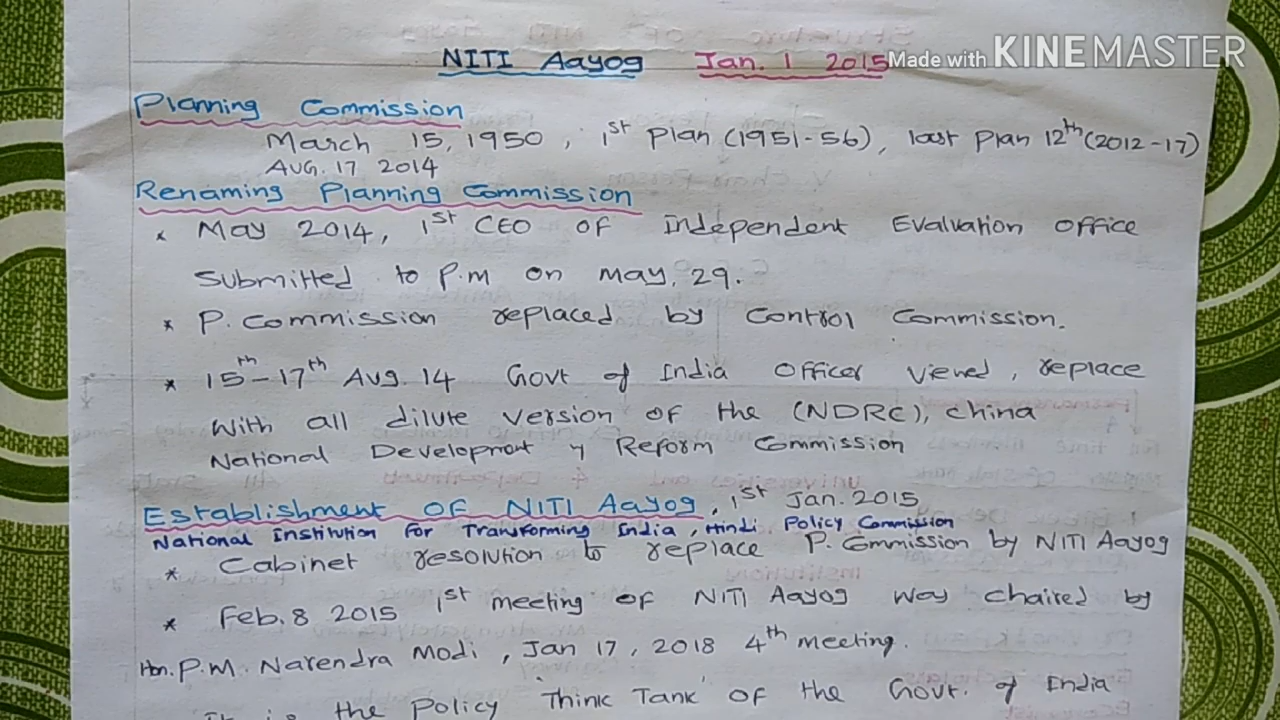 NITI Aayog Jan. 1 2015
Made with KINEMASTER
Planning Commission
March 15, 1950, 1st Plan (1951-56), last Plan 12th (2012-17)
AUG. 17 2014
Renaming Planning Commission
* May 2014, 1st CEO OF Independent Evaluation Office
Submitted to P.M on May, 29.
* P. Commission replaced by Control Commission.
* 15th-17th Aug. 14 Govt of India Officer viewed, replace
With all dilute version of the (NDRC), China
National Development & Reform Commission
Establishment OF NITI Aayog, 1st Jan. 2015
National Institution for Transforming India, Hindi Policy Commission
* Cabinet resolution to replace P. Commission by NITI Aayog
* Feb. 8 2015 1st meeting of NITI Aayog was chaired by
Hon. P.M. Narendra Modi, Jan 17, 2018 4th meeting.
It is the Policy 'Think Tank' OF the Govt. of India